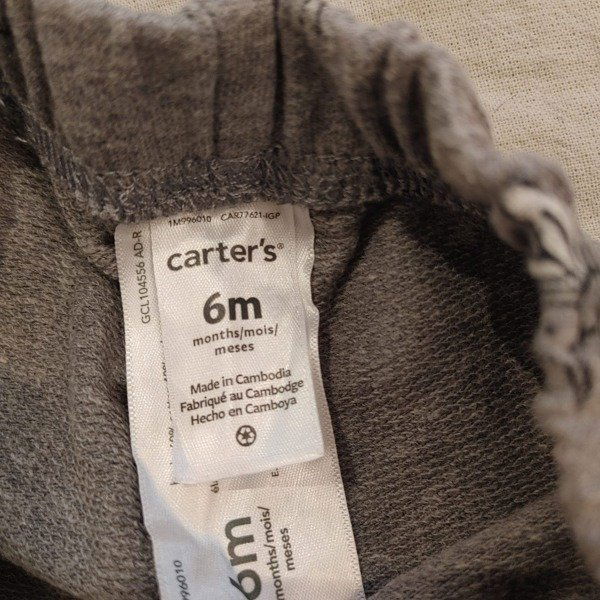 1M996010 CAR77621-IGP
carter's®
6m
months/mois/
meses
Made in Cambodia
Fabriqué au Cambodge
Hecho en Camboya
GCL104556 AD-R
6m
months/mois/
meses